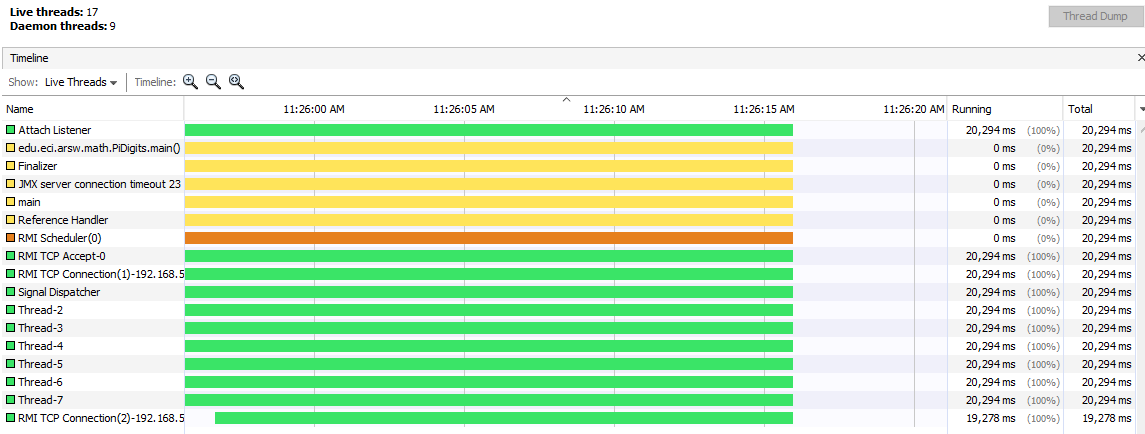 Live threads: 17
Daemon threads: 9
Thread Dump
Timeline
Show: Live Threads Timeline:
Name 11:26:00 AM 11:26:05 AM 11:26:10 AM 11:26:15 AM 11:26:20 AM Running Total
Attach Listener 20,294 ms (100%) 20,294 ms
edu.eci.arsw.math.PiDigits.main() 0 ms (0%) 20,294 ms
Finalizer 0 ms (0%) 20,294 ms
JMX server connection timeout 23 0 ms (0%) 20,294 ms
main 0 ms (0%) 20,294 ms
Reference Handler 0 ms (0%) 20,294 ms
RMI Scheduler(0) 0 ms (0%) 20,294 ms
RMI TCP Accept-0 20,294 ms (100%) 20,294 ms
RMI TCP Connection(1)-192.168.5 20,294 ms (100%) 20,294 ms
Signal Dispatcher 20,294 ms (100%) 20,294 ms
Thread-2 20,294 ms (100%) 20,294 ms
Thread-3 20,294 ms (100%) 20,294 ms
Thread-4 20,294 ms (100%) 20,294 ms
Thread-5 20,294 ms (100%) 20,294 ms
Thread-6 20,294 ms (100%) 20,294 ms
Thread-7 20,294 ms (100%) 20,294 ms
RMI TCP Connection(2)-192.168.5 19,278 ms (100%) 19,278 ms